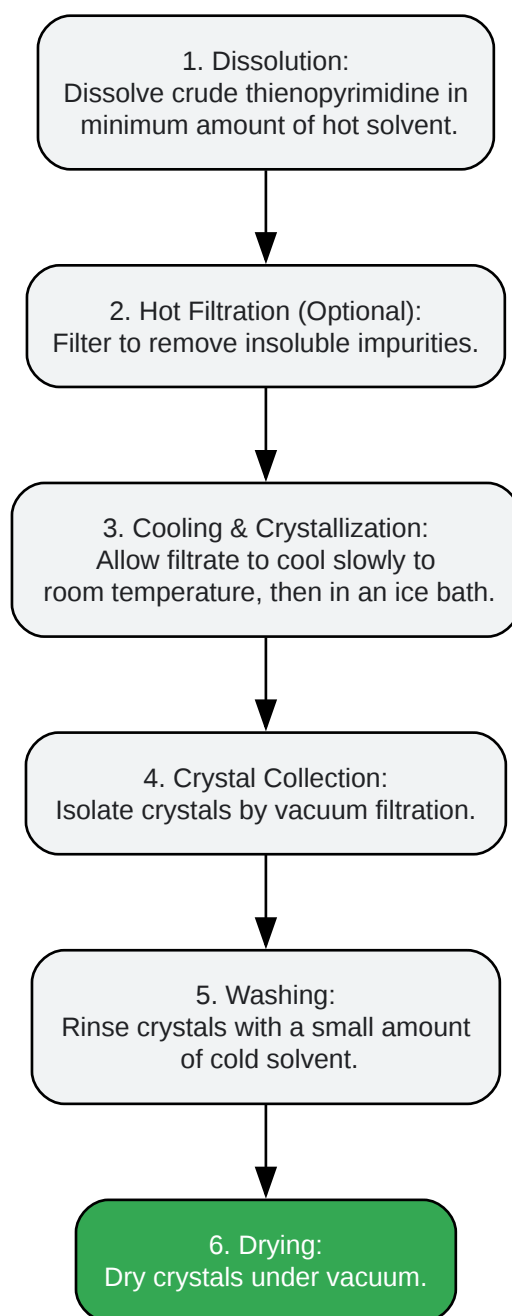 1. Dissolution:
Dissolve crude thienopyrimidine in
minimum amount of hot solvent.
2. Hot Filtration (Optional):
Filter to remove insoluble impurities.
3. Cooling & Crystallization:
Allow filtrate to cool slowly to
room temperature, then in an ice bath.
4. Crystal Collection:
Isolate crystals by vacuum filtration.
5. Washing:
Rinse crystals with a small amount
of cold solvent.
6. Drying:
Dry crystals under vacuum.